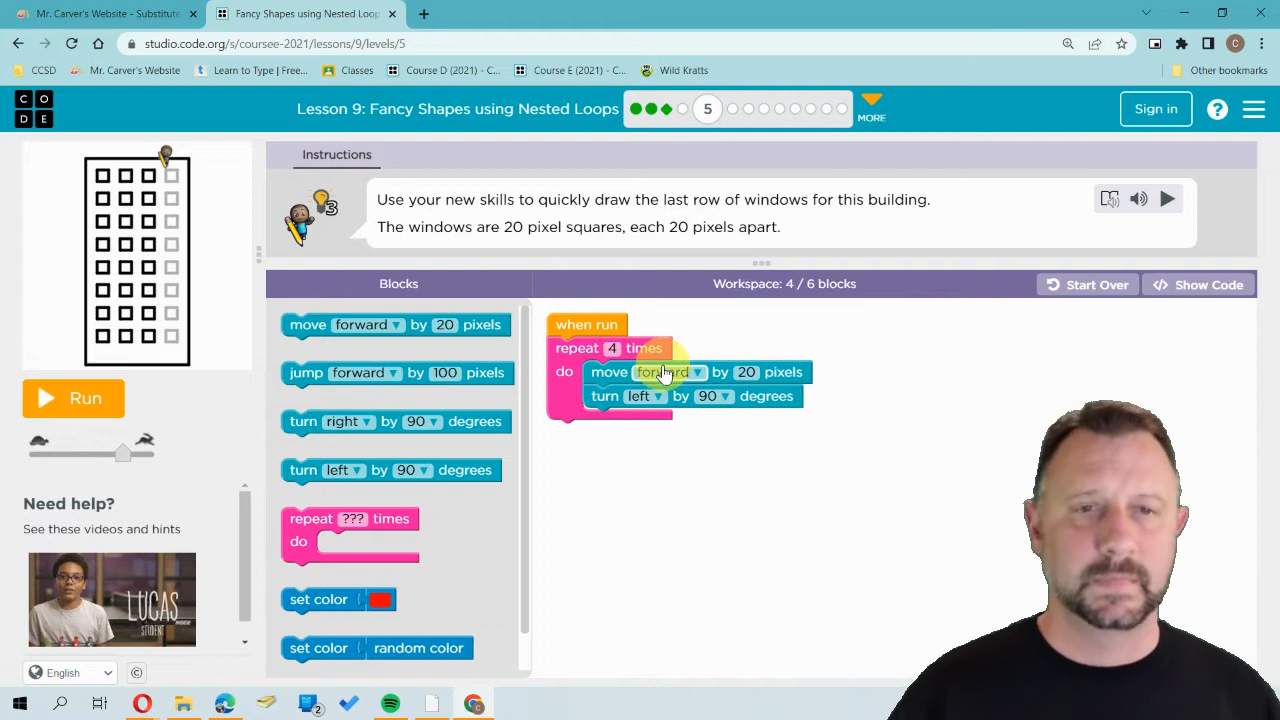 Mr. Carver's Website - Substitute
Fancy Shapes using Nested Loop
studio.code.org/s/coursee-2021/lessons/9/levels/5
C
CCSD
Mr. Carver's Website
Learn to Type | Free...
Classes
Course D (2021) - C...
Course E (2021) - C...
Wild Kratts
Other bookmarks
C O
D E
Lesson 9: Fancy Shapes using Nested Loops
5
MORE
Sign in
?
Instructions
3
Use your new skills to quickly draw the last row of windows for this building.
The windows are 20 pixel squares, each 20 pixels apart.
Blocks
Workspace: 4 / 6 blocks
Start Over
</> Show Code
move forward by 20 pixels
jump forward by 100 pixels
turn right by 90 degrees
turn left by 90 degrees
repeat ??? times
do
set color
set color random color
when run
repeat 4 times
do move forward by 20 pixels
turn left by 90 degrees
Run
Need help?
See these videos and hints
LUCAS
STUDENT
English
©
2